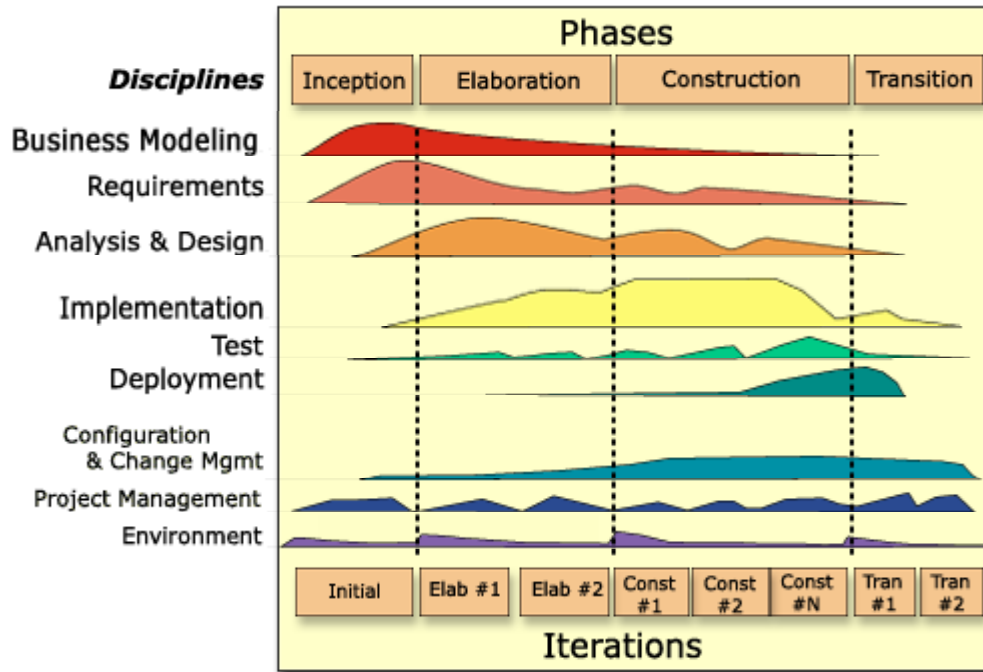 Phases
Disciplines
Inception
Elaboration
Construction
Transition
Business Modeling
Requirements
Analysis & Design
Implementation
Test
Deployment
Configuration
& Change Mgmt
Project Management
Environment
Initial
Elab #1
Elab #2
Const
#1
Const
#2
Const
#N
Tran
#1
Tran
#2
Iterations